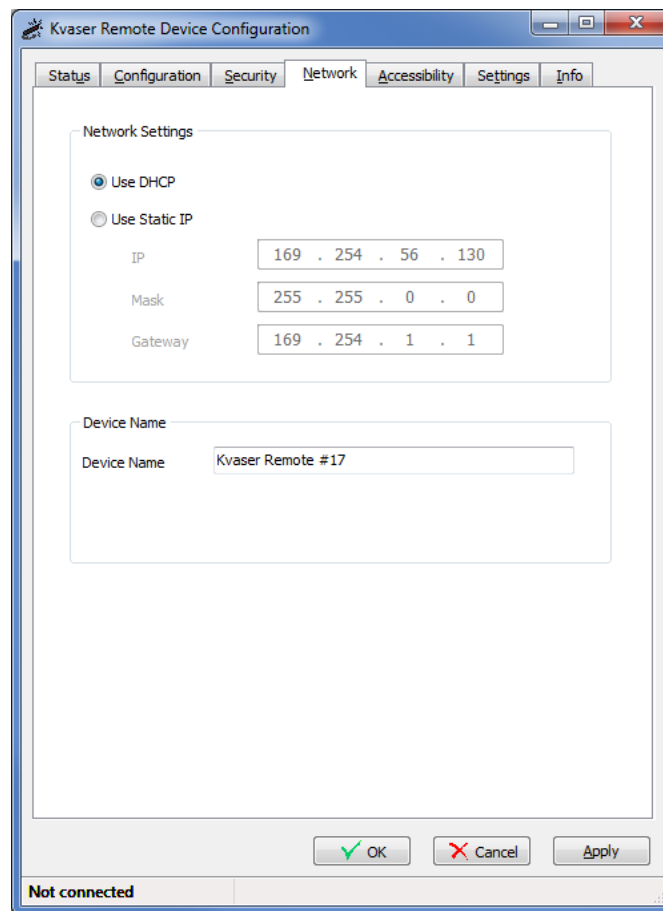 Kvaser Remote Device Configuration
Status Configuration Security Network Accessibility Settings Info
Network Settings
Use DHCP
Use Static IP
IP 169 . 254 . 56 . 130
Mask 255 . 255 . 0 . 0
Gateway 169 . 254 . 1 . 1
Device Name
Device Name Kvaser Remote #17
OK Cancel Apply
Not connected